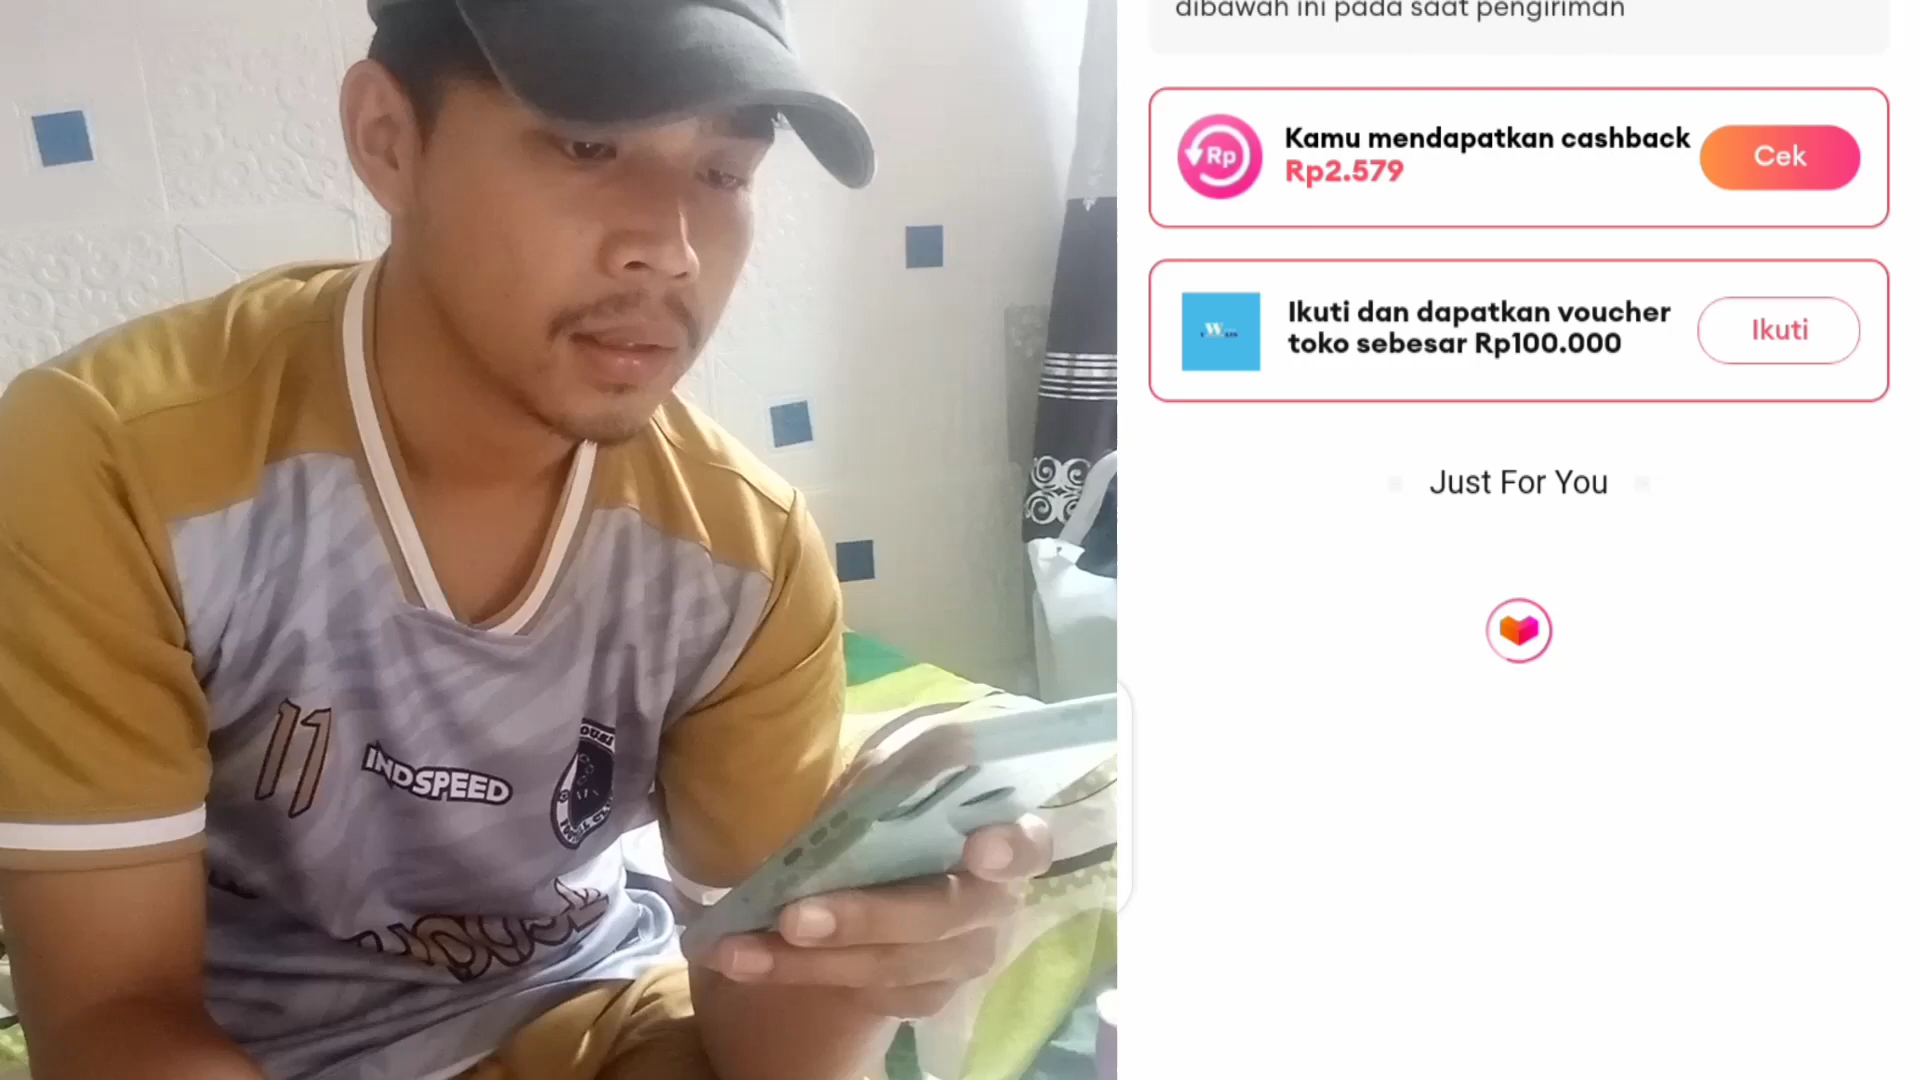 dibawah ini pada saat pengiriman
Kamu mendapatkan cashback
Rp2.579
Rp
Cek
Ikuti dan dapatkan voucher
toko sebesar Rp100.000
Ikuti
W
Just For You
11
INDSPEED